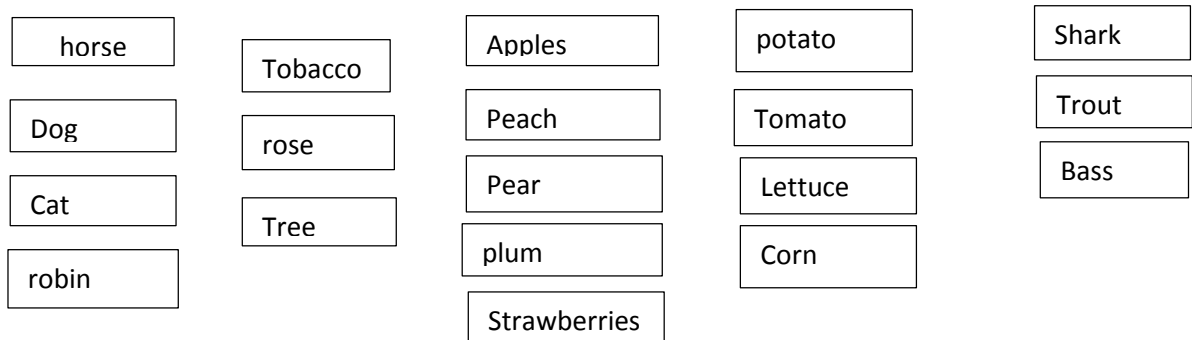 horse
Dog
Cat
robin
Tobacco
rose
Tree
Apples
Peach
Pear
plum
Strawberries
potato
Tomato
Lettuce
Corn
Shark
Trout
Bass